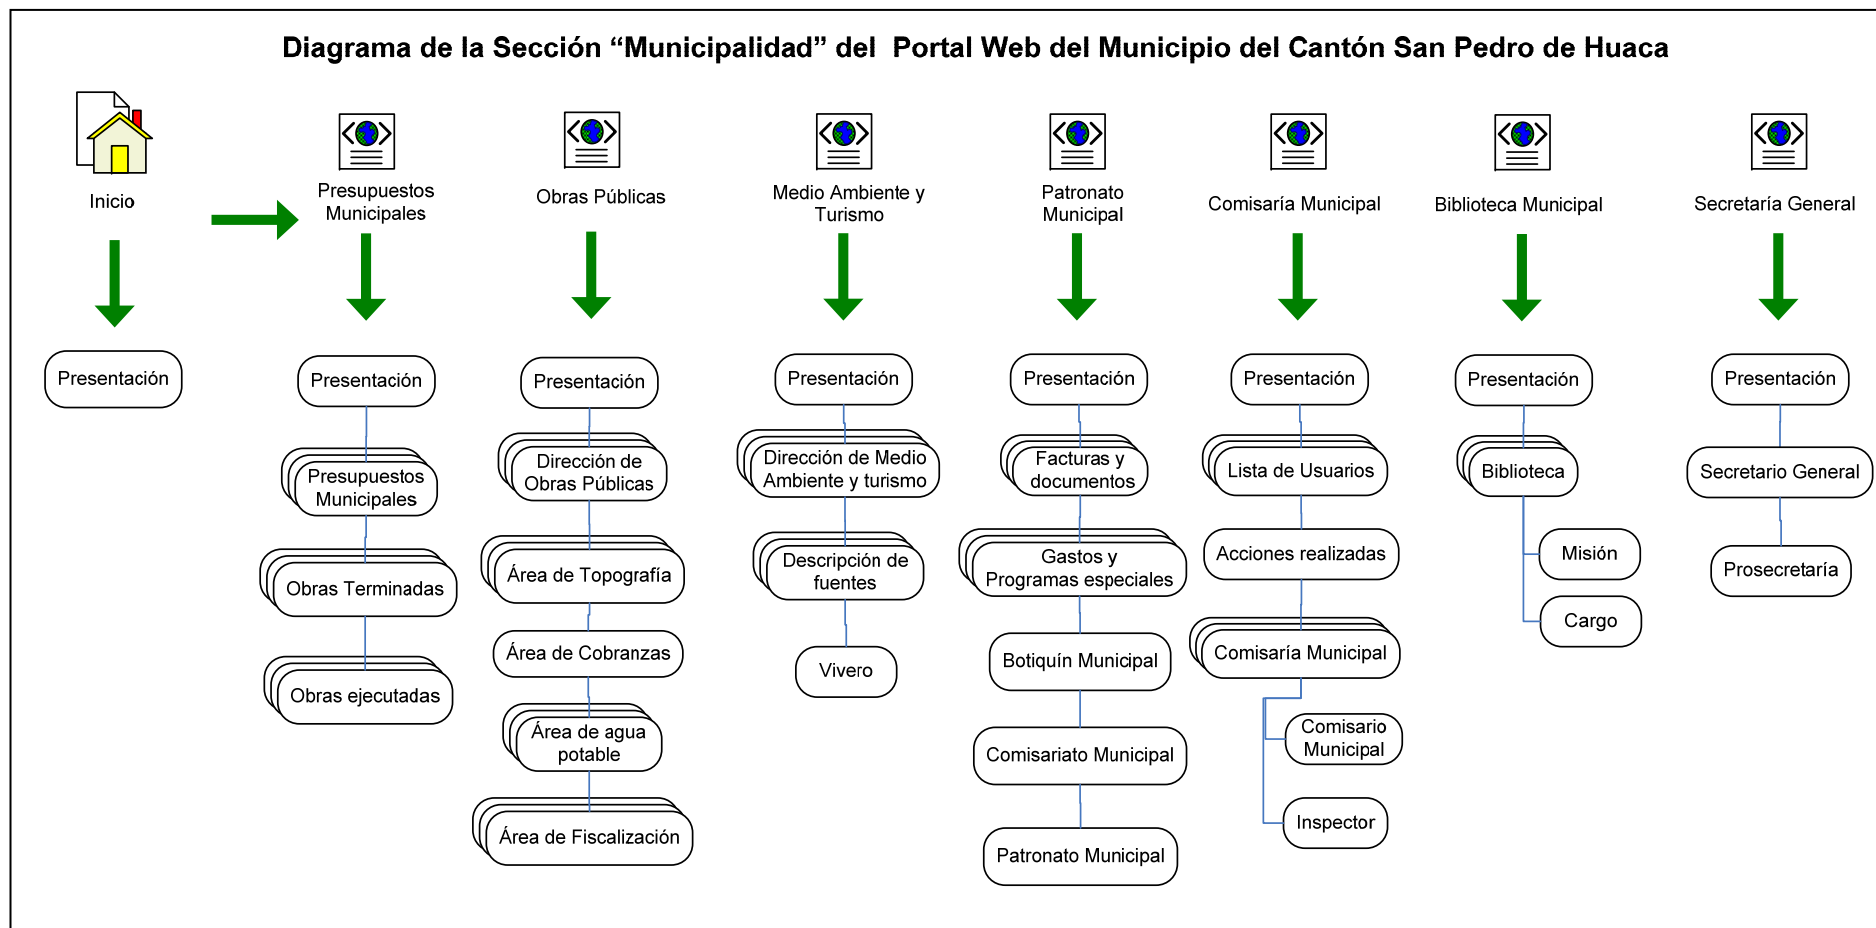 Diagrama de la Sección “Municipalidad” del Portal Web del Municipio del Cantón San Pedro de Huaca
Inicio
Presentación
Presupuestos
Municipales
Presentación
Presupuestos
Municipales
Obras Terminadas
Obras ejecutadas
Obras Públicas
Presentación
Dirección de
Obras Públicas
Área de Topografía
Área de Cobranzas
Área de agua
potable
Área de Fiscalización
Medio Ambiente y
Turismo
Presentación
Dirección de Medio
Ambiente y turismo
Descripción de
fuentes
Vivero
Patronato
Municipal
Presentación
Facturas y
documentos
Gastos y
Programas especiales
Botiquín Municipal
Comisariato Municipal
Patronato Municipal
Comisaría Municipal
Presentación
Lista de Usuarios
Acciones realizadas
Comisaría Municipal
Comisario
Municipal
Inspector
Biblioteca Municipal
Presentación
Biblioteca
Misión
Cargo
Secretaría General
Presentación
Secretario General
Prosecretaría